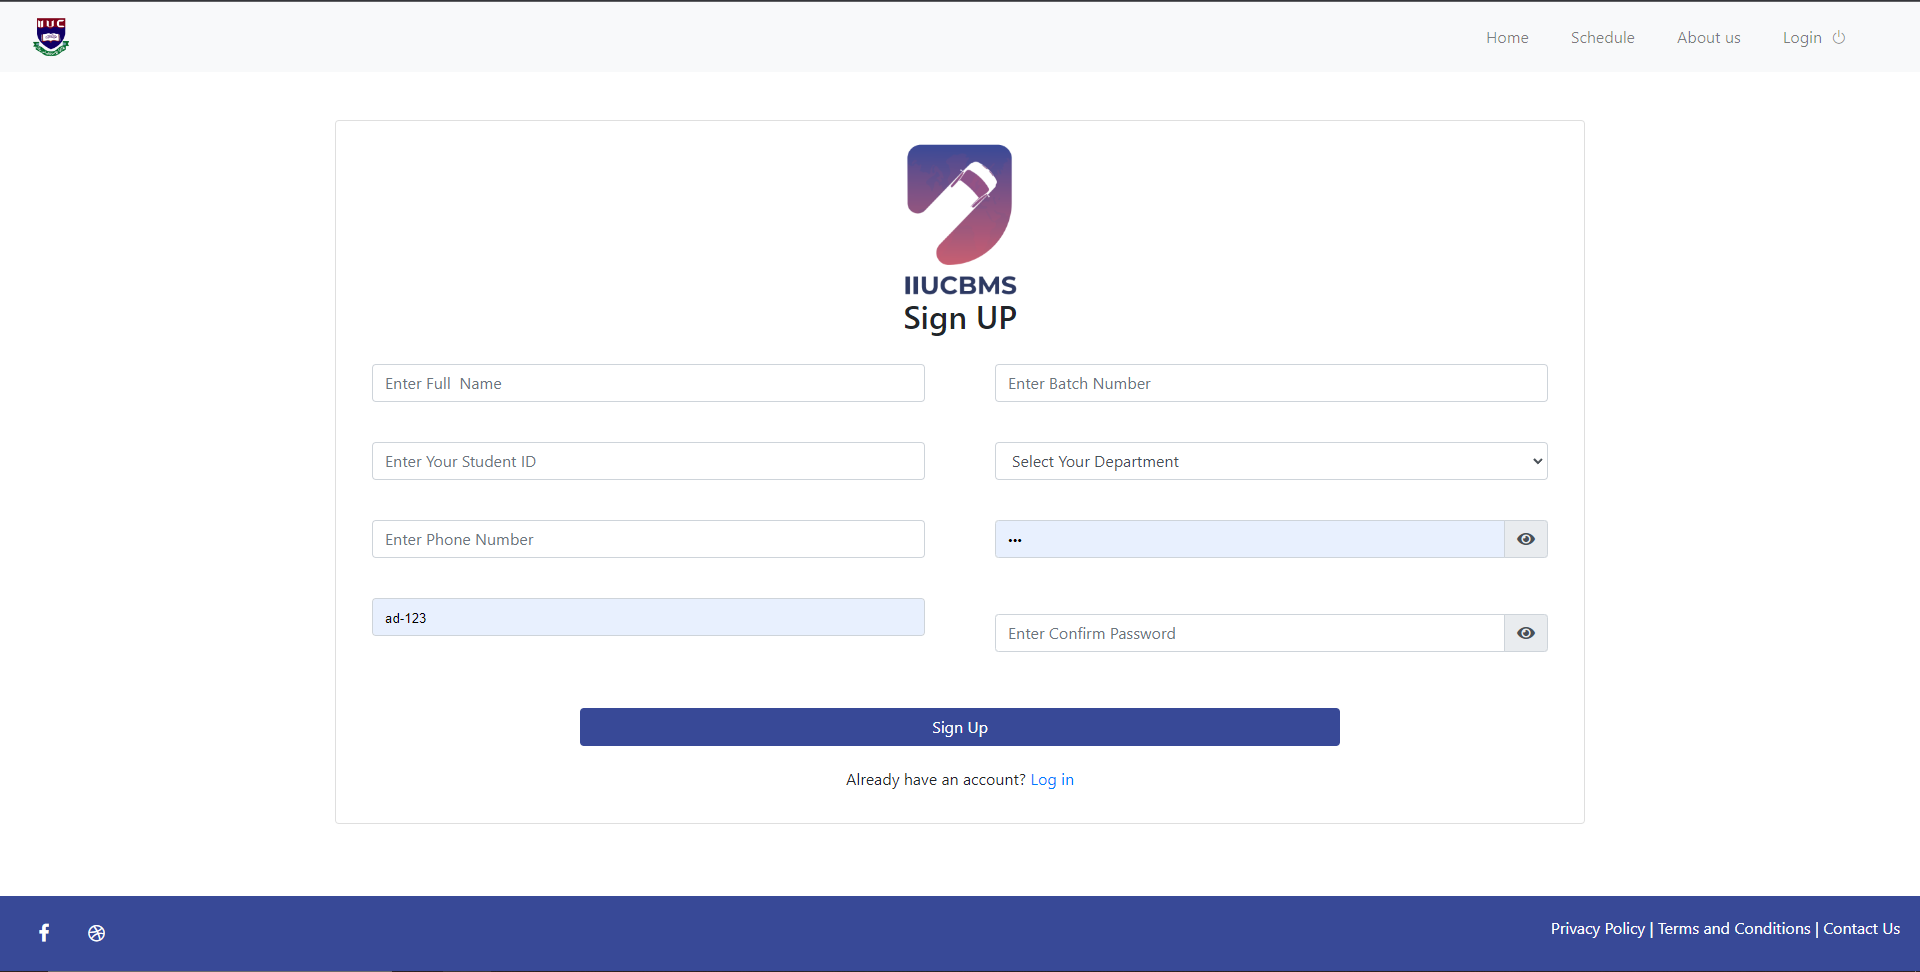 IIUC
Home Schedule About us Login
IIUCBMS
Sign UP
Enter Full  Name
Enter Batch Number
Enter Your Student ID
Select Your Department
Enter Phone Number
•••
ad-123
Enter Confirm Password
Sign Up
Already have an account? Log in
Privacy Policy | Terms and Conditions | Contact Us